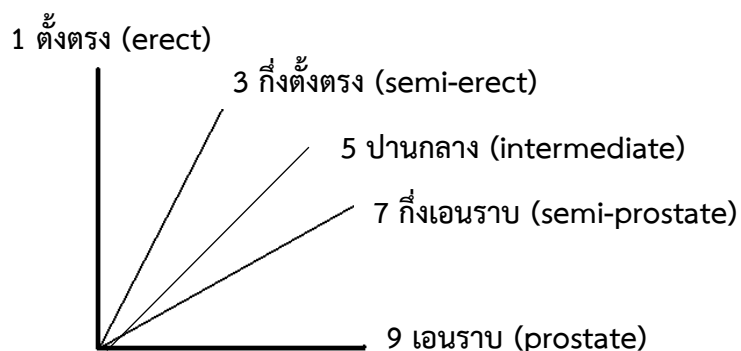 1 ตั้งตรง (erect)
3 กึ่งตั้งตรง (semi-erect)
5 ปานกลาง (intermediate)
7 กึ่งเอนราบ (semi-prostate)
9 เอนราบ (prostate)